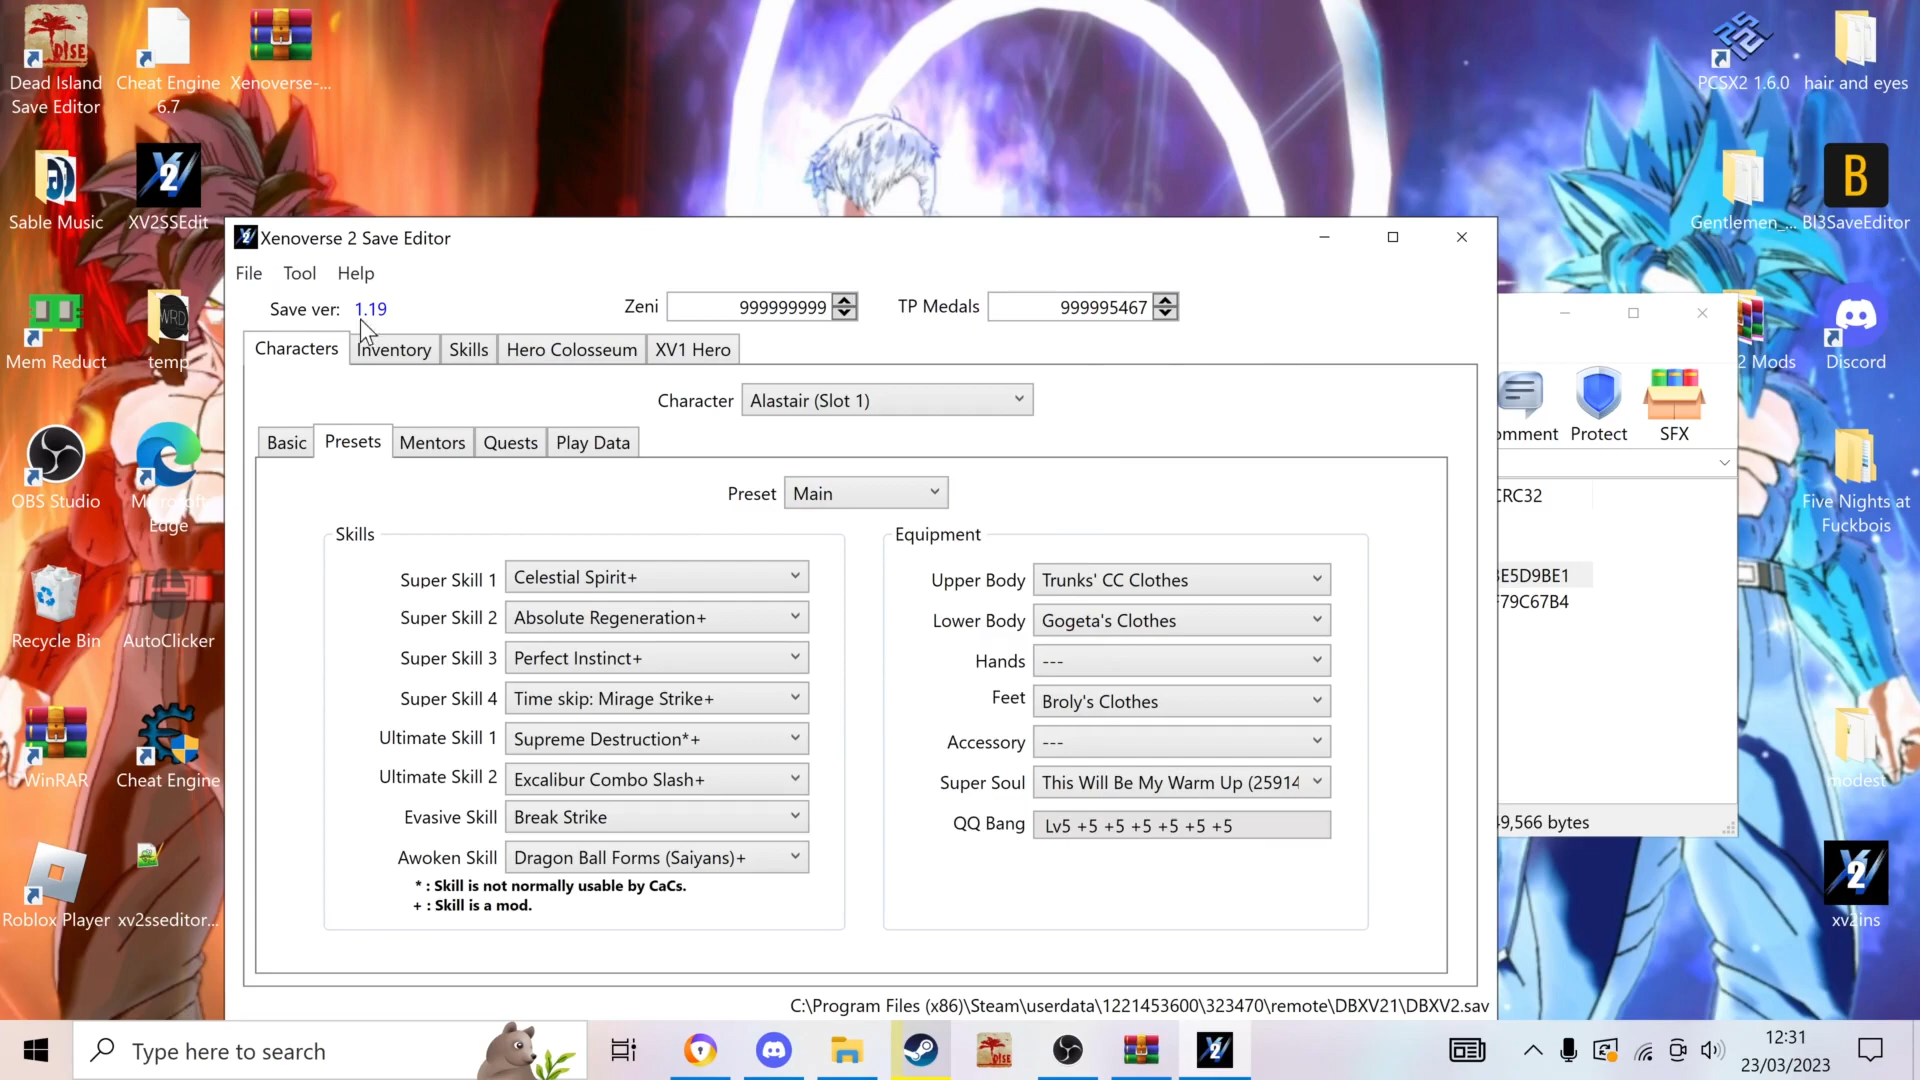 Dead Island
Save Editor
Cheat Engine
6.7
Xenoverse-...
PCSX2 1.6.0
hair and eyes
Sable Music
XV2SSEdit
Gentlemen_...
Bl3SaveEditor
Xenoverse 2 Save Editor
File Tool Help
Save ver: 1.19
Zeni 999999999
TP Medals 999995467
Characters Inventory Skills Hero Colosseum XV1 Hero
Mem Reduct
temp
2 Mods
Discord
Character Alastair (Slot 1)
omment Protect SFX
Basic Presets Mentors Quests Play Data
Preset Main
CRC32
OBS Studio
Microsoft
Edge
Five Nights at
Fuckbois
Skills
Super Skill 1 Celestial Spirit+
Super Skill 2 Absolute Regeneration+
Super Skill 3 Perfect Instinct+
Super Skill 4 Time skip: Mirage Strike+
Ultimate Skill 1 Supreme Destruction*+
Ultimate Skill 2 Excalibur Combo Slash+
Evasive Skill Break Strike
Awoken Skill Dragon Ball Forms (Saiyans)+
* : Skill is not normally usable by CaCs.
+ : Skill is a mod.
Equipment
Upper Body Trunks' CC Clothes
Lower Body Gogeta's Clothes
Hands ---
Feet Broly's Clothes
Accessory ---
Super Soul This Will Be My Warm Up (25914
QQ Bang Lv5 +5 +5 +5 +5 +5 +5
3E5D9BE1
F79C67B4
Recycle Bin
AutoClicker
WinRAR
Cheat Engine
modest
49,566 bytes
Roblox Player
xv2sseditor...
xv2ins
C:\Program Files (x86)\Steam\userdata\1221453600\323470\remote\DBXV21\DBXV2.sav
Type here to search
12:31
23/03/2023